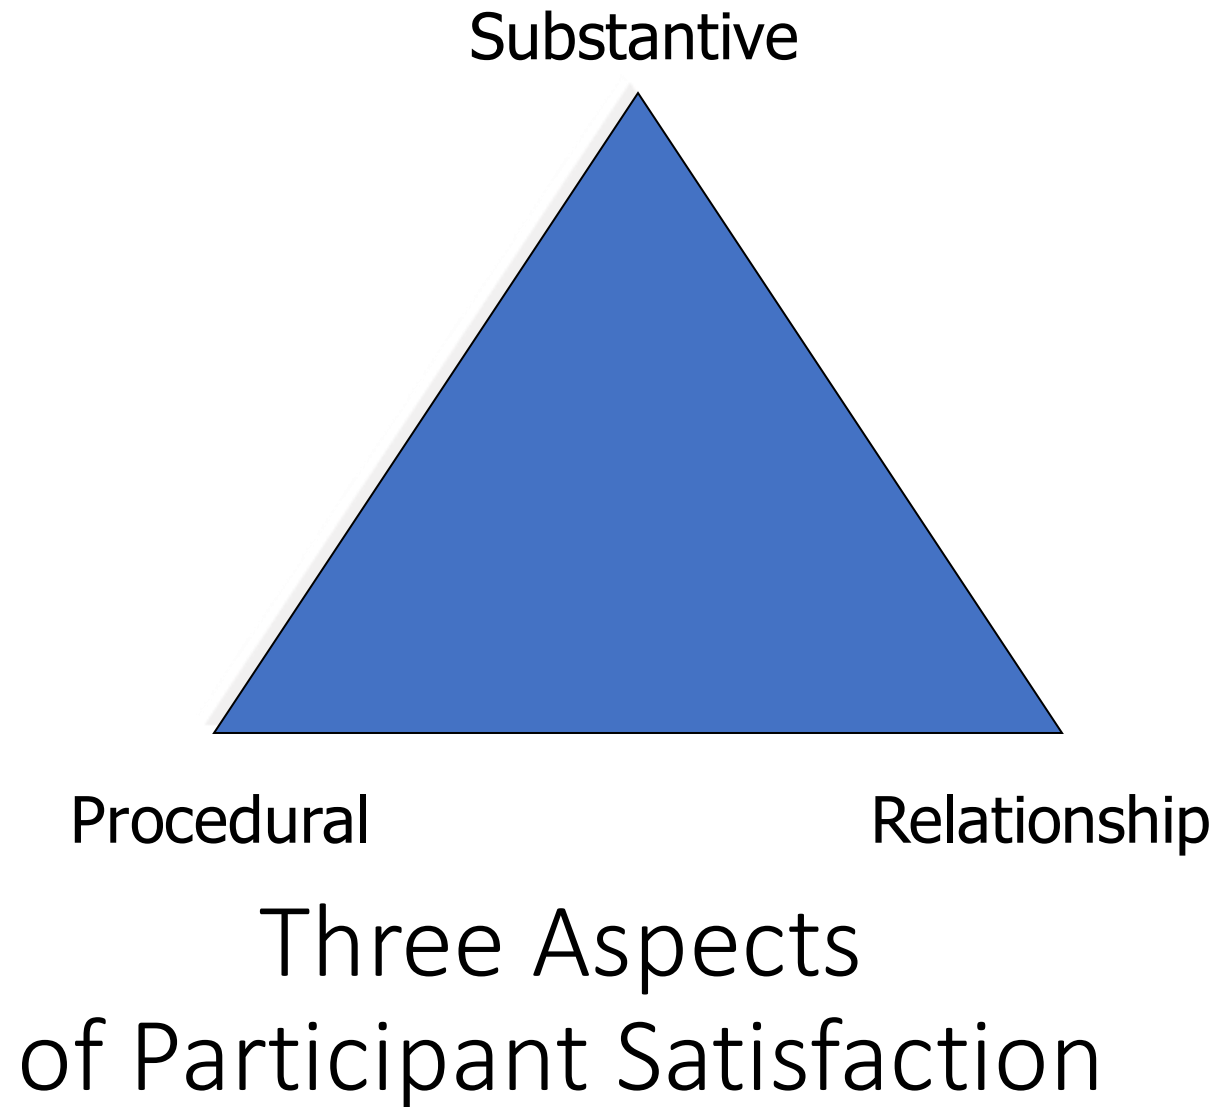 Substantive
Procedural
Relationship
Three Aspects
of Participant Satisfaction